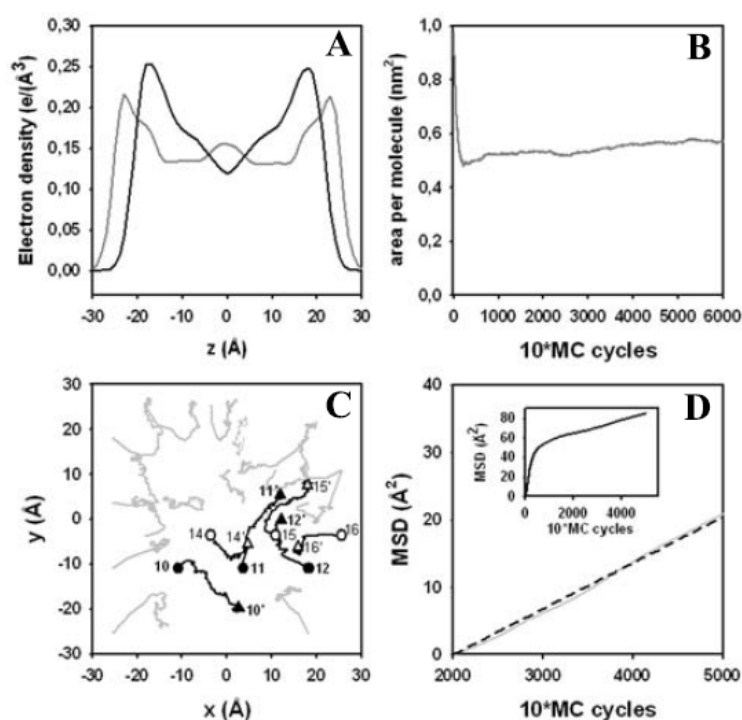 A
0,30
0,25
0,20
0,15
0,10
0,05
0,00
Electron density (e/(Å³)
-30 -20 -10 0 10 20 30
z (Å)
B
1,0
0,8
0,6
0,4
0,2
0,0
area per molecule (nm²)
0 1000 2000 3000 4000 5000 6000
10*MC cycles
C
30
20
10
0
-10
-20
-30
y (Å)
11' 15'
12'
14 14' 15 16
16'
10 11 12
10'
-30 -20 -10 0 10 20 30
x (Å)
D
40
30
20
10
0
MSD (Å²)
80
60
40
20
0
MSD (Å²)
0 2000 4000
10*MC cycles
2000 3000 4000 5000
10*MC cycles